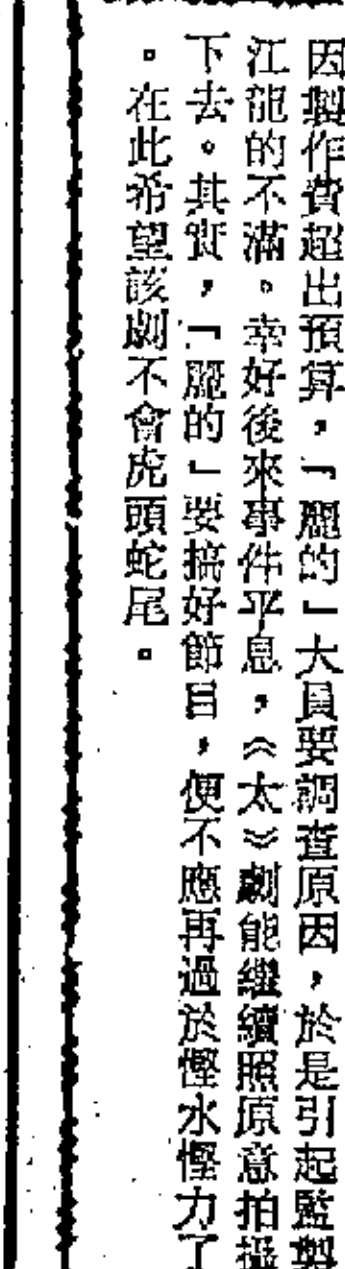 因製作費超出預算，「麗的」大員要調查原因，於是引起監製
江龍的不滿。幸好後來事件平息，《太》劇能繼續照原意拍攝
下去。其實，「麗的」要搞好節目，便不應再過於慳水慳力了
。在此希望該劇不會虎頭蛇尾。